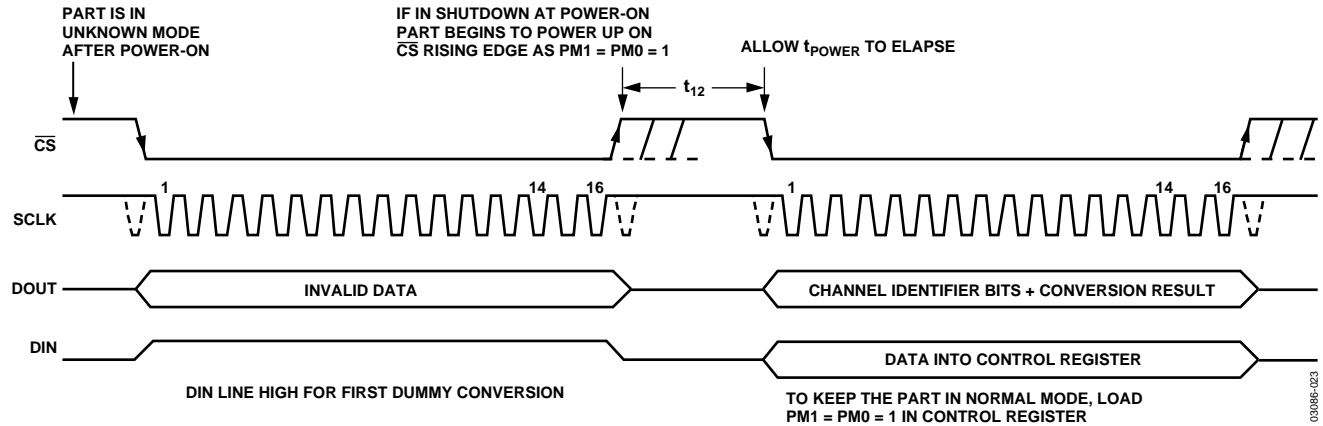 PART IS IN
UNKNOWN MODE
AFTER POWER-ON
IF IN SHUTDOWN AT POWER-ON
PART BEGINS TO POWER UP ON
CS RISING EDGE AS PM1 = PM0 = 1
ALLOW tPOWER TO ELAPSE
t12
CS
SCLK
1
14
16
1
14
16
DOUT
INVALID DATA
CHANNEL IDENTIFIER BITS + CONVERSION RESULT
DIN
DATA INTO CONTROL REGISTER
DIN LINE HIGH FOR FIRST DUMMY CONVERSION
TO KEEP THE PART IN NORMAL MODE, LOAD
PM1 = PM0 = 1 IN CONTROL REGISTER
03086-023